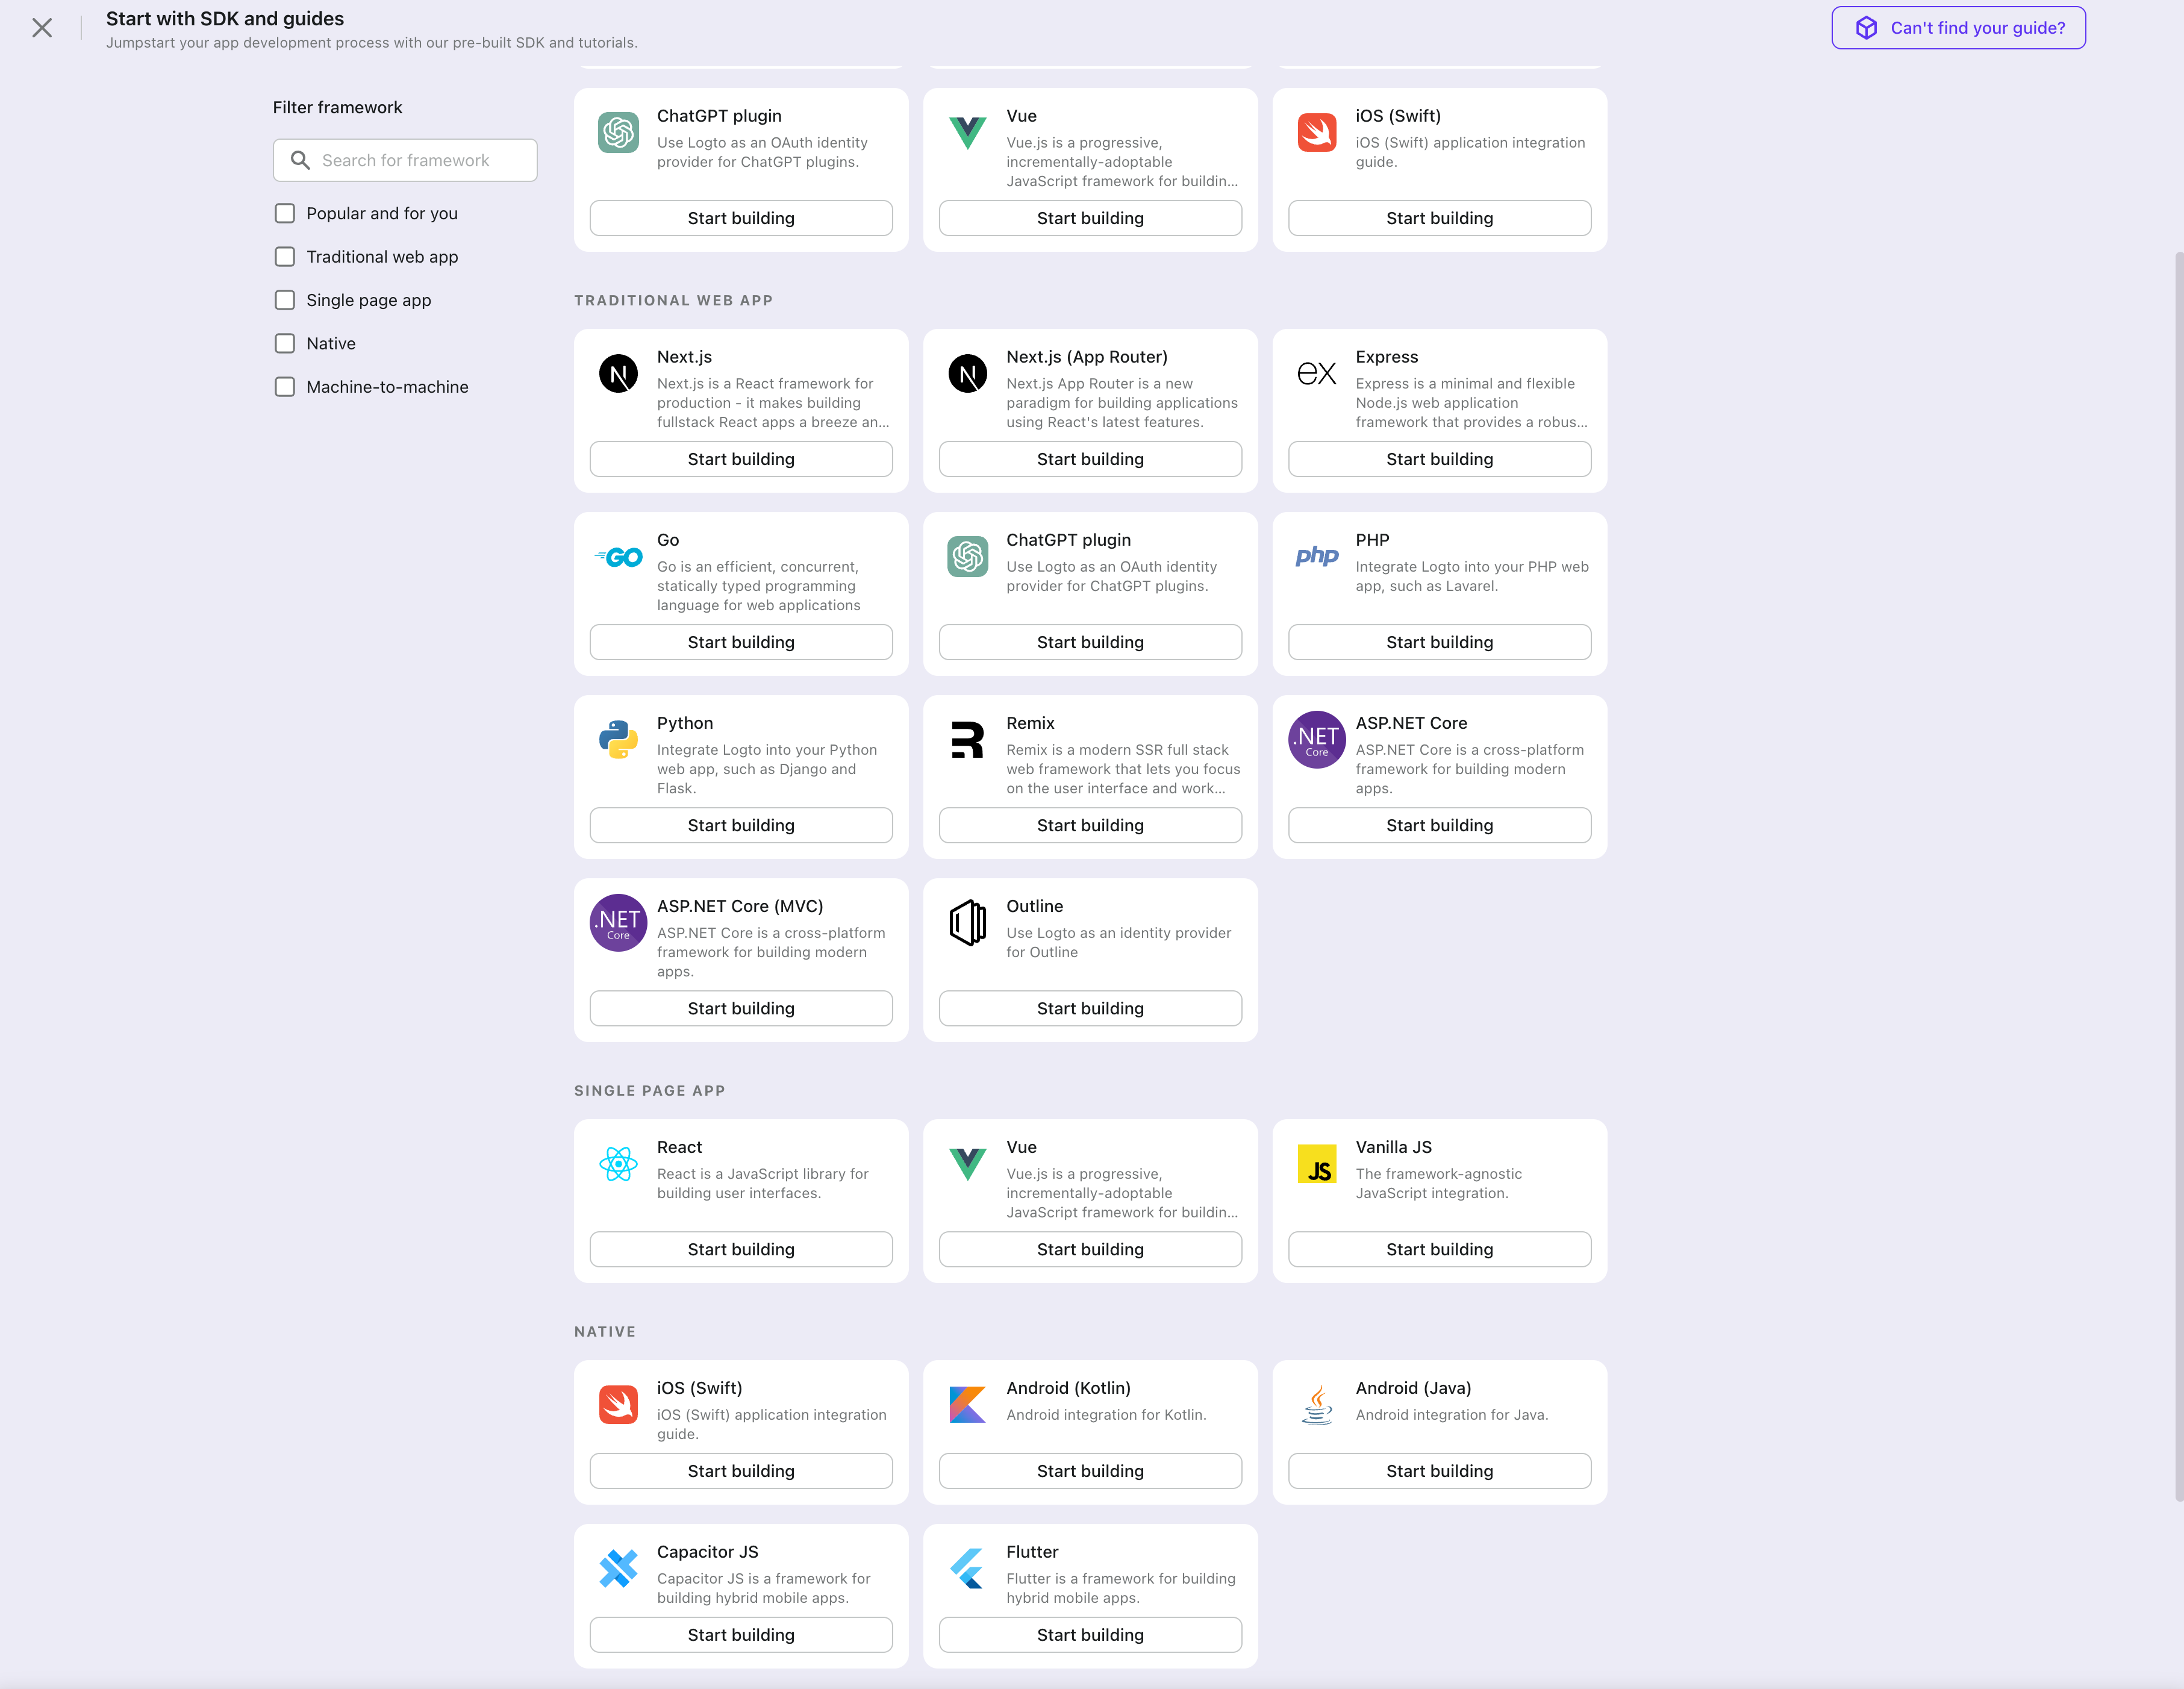 Start with SDK and guides
Jumpstart your app development process with our pre-built SDK and tutorials.
Can't find your guide?
Filter framework
Search for framework
Popular and for you
Traditional web app
Single page app
Native
Machine-to-machine
ChatGPT plugin
Use Logto as an OAuth identity
provider for ChatGPT plugins.
Start building
Vue
Vue.js is a progressive,
incrementally-adoptable
JavaScript framework for buildin...
Start building
iOS (Swift)
iOS (Swift) application integration
guide.
Start building
TRADITIONAL WEB APP
N
Next.js
Next.js is a React framework for
production - it makes building
fullstack React apps a breeze an...
Start building
N
Next.js (App Router)
Next.js App Router is a new
paradigm for building applications
using React's latest features.
Start building
ex
Express
Express is a minimal and flexible
Node.js web application
framework that provides a robus...
Start building
GO
Go
Go is an efficient, concurrent,
statically typed programming
language for web applications
Start building
ChatGPT plugin
Use Logto as an OAuth identity
provider for ChatGPT plugins.
Start building
php
PHP
Integrate Logto into your PHP web
app, such as Lavarel.
Start building
Python
Integrate Logto into your Python
web app, such as Django and
Flask.
Start building
Remix
Remix is a modern SSR full stack
web framework that lets you focus
on the user interface and work...
Start building
.NET
Core
ASP.NET Core
ASP.NET Core is a cross-platform
framework for building modern
apps.
Start building
.NET
Core
ASP.NET Core (MVC)
ASP.NET Core is a cross-platform
framework for building modern
apps.
Start building
Outline
Use Logto as an identity provider
for Outline
Start building
SINGLE PAGE APP
React
React is a JavaScript library for
building user interfaces.
Start building
Vue
Vue.js is a progressive,
incrementally-adoptable
JavaScript framework for buildin...
Start building
JS
Vanilla JS
The framework-agnostic
JavaScript integration.
Start building
NATIVE
iOS (Swift)
iOS (Swift) application integration
guide.
Start building
Android (Kotlin)
Android integration for Kotlin.
Start building
Android (Java)
Android integration for Java.
Start building
Capacitor JS
Capacitor JS is a framework for
building hybrid mobile apps.
Start building
Flutter
Flutter is a framework for building
hybrid mobile apps.
Start building